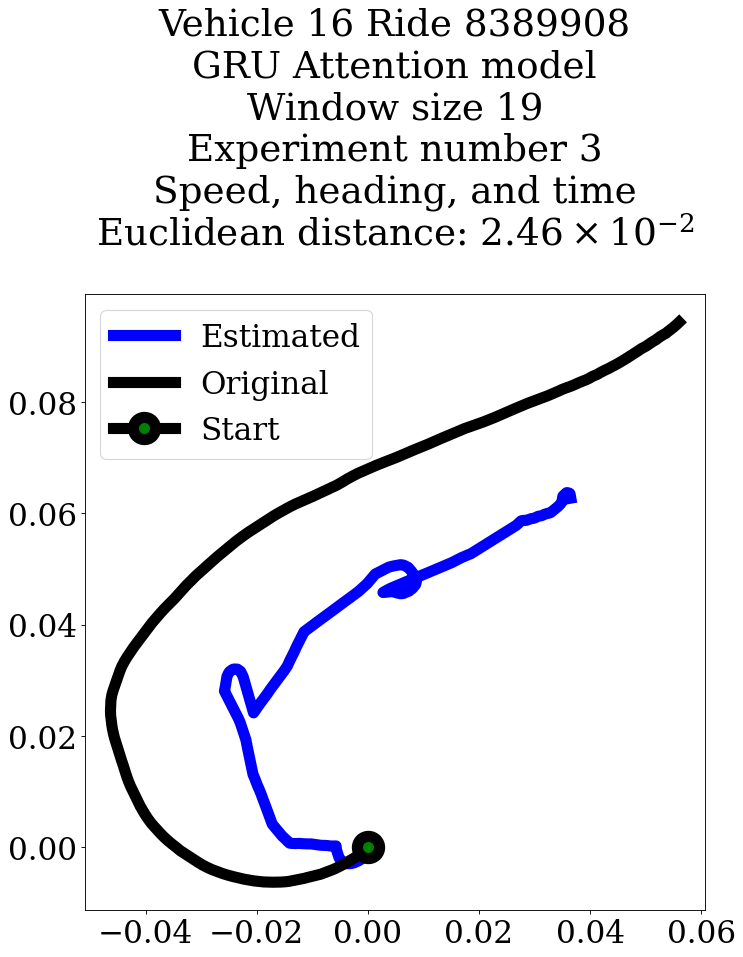 Vehicle 16 Ride 8389908
GRU Attention model
Window size 19
Experiment number 3
Speed, heading, and time
Euclidean distance: 2.46 × 10⁻²
Estimated
Original
Start
0.08
0.06
0.04
0.02
0.00
−0.04 −0.02 0.00 0.02 0.04 0.06